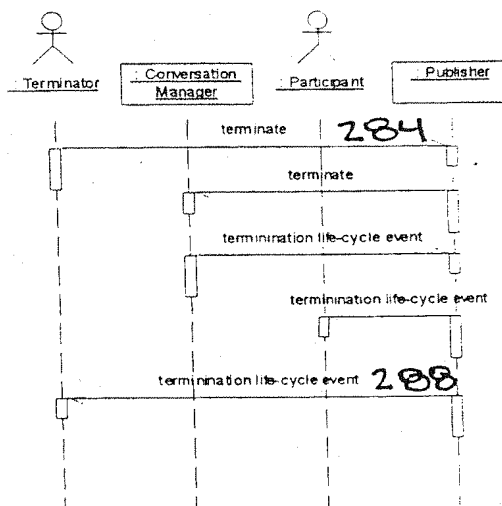 : Terminator
: Conversation
Manager
: Participant
: Publisher
terminate 284
terminate
terminination life-cycle event
terminination life-cycle event
terminination life-cycle event 288